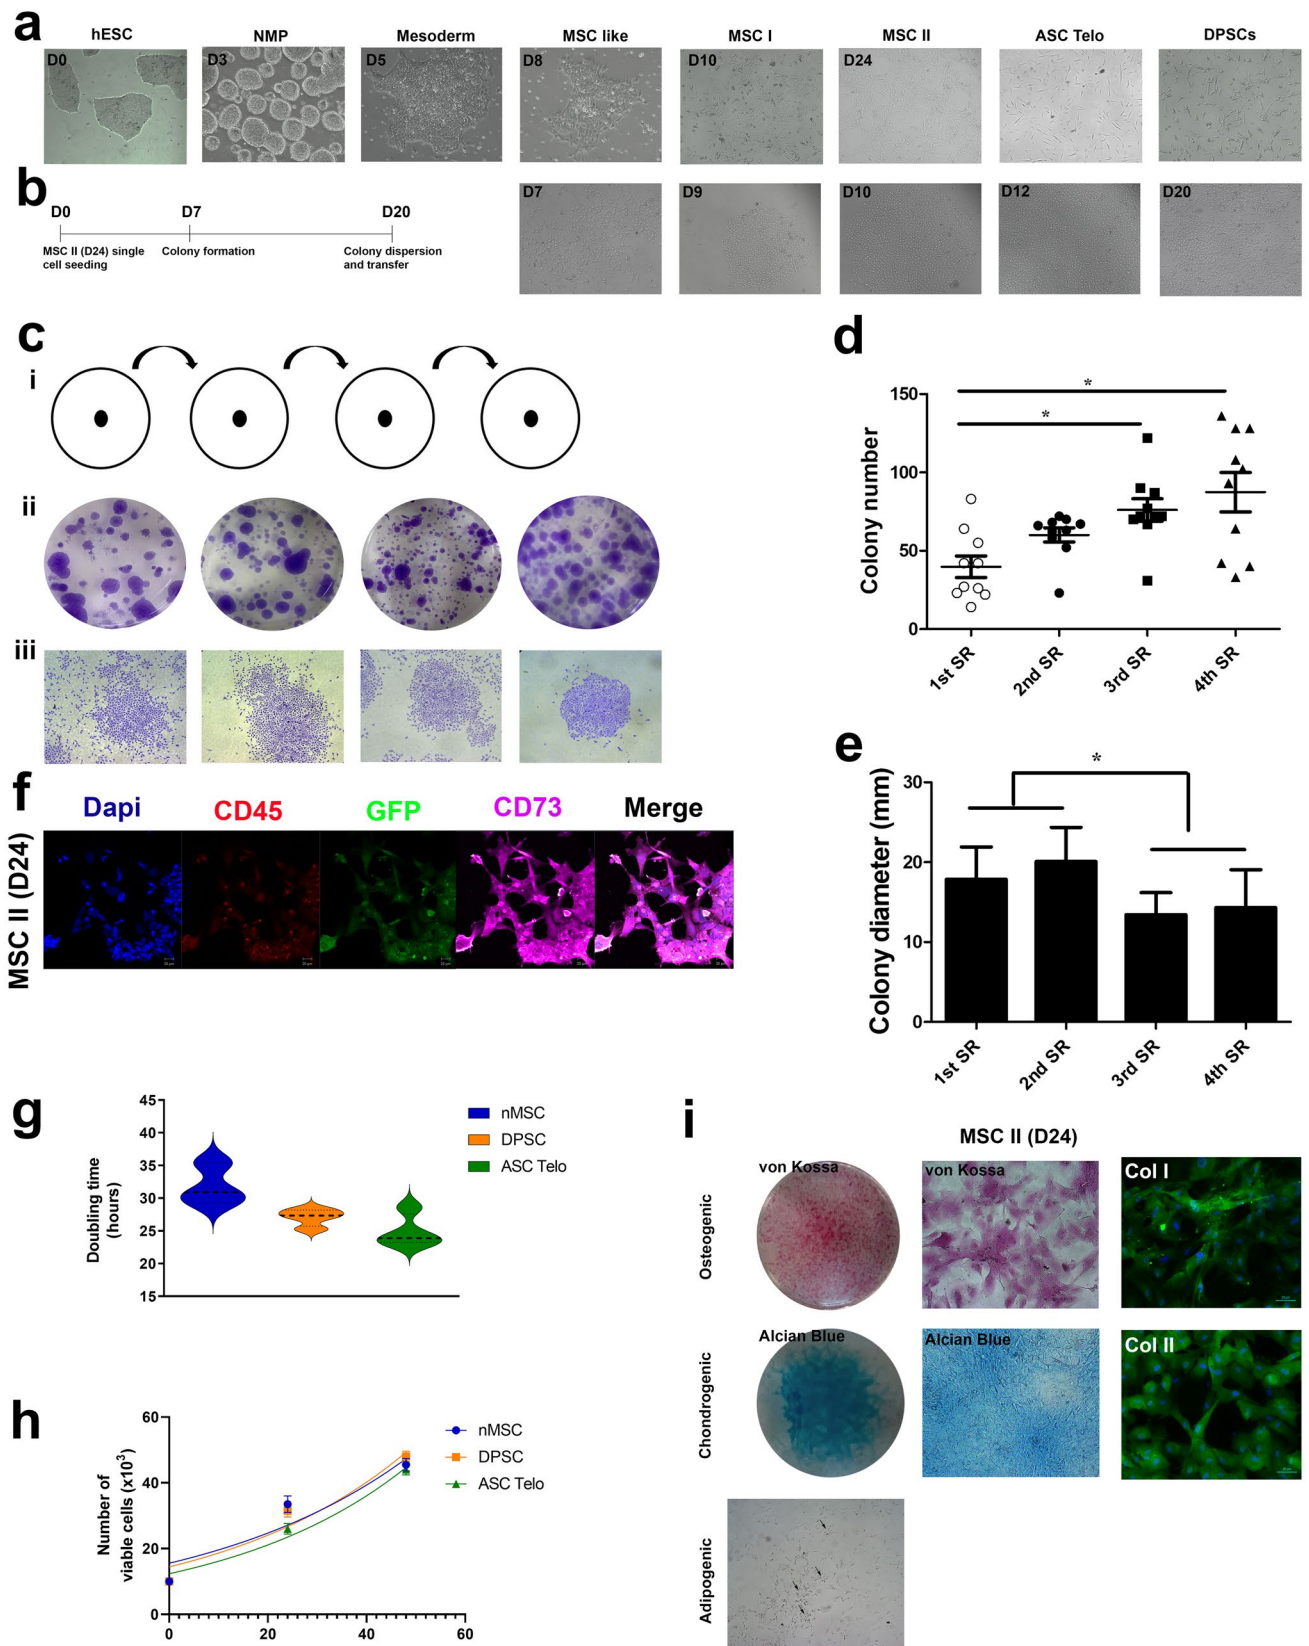 a
hESC
NMP
Mesoderm
MSC like
MSC I
MSC II
ASC Telo
DPSCs
D0
D3
D5
D8
D10
D24
b
D0
D7
D20
MSC II (D24) single
cell seeding
Colony formation
Colony dispersion
and transfer
D7
D9
D10
D12
D20
c
i
ii
iii
d
Colony number
150
100
50
0
*
*
1st SR
2nd SR
3rd SR
4th SR
e
Colony diameter (mm)
30
20
10
0
*
1st SR
2nd SR
3rd SR
4th SR
f
MSC II (D24)
Dapi
CD45
GFP
CD73
Merge
g
Doubling time
(hours)
45
40
35
30
25
20
15
nMSC
DPSC
ASC Telo
h
Number of
viable cells (x10³)
60
40
20
0
0
20
40
60
nMSC
DPSC
ASC Telo
i
MSC II (D24)
Osteogenic
von Kossa
von Kossa
Col I
Chondrogenic
Alcian Blue
Alcian Blue
Col II
Adipogenic